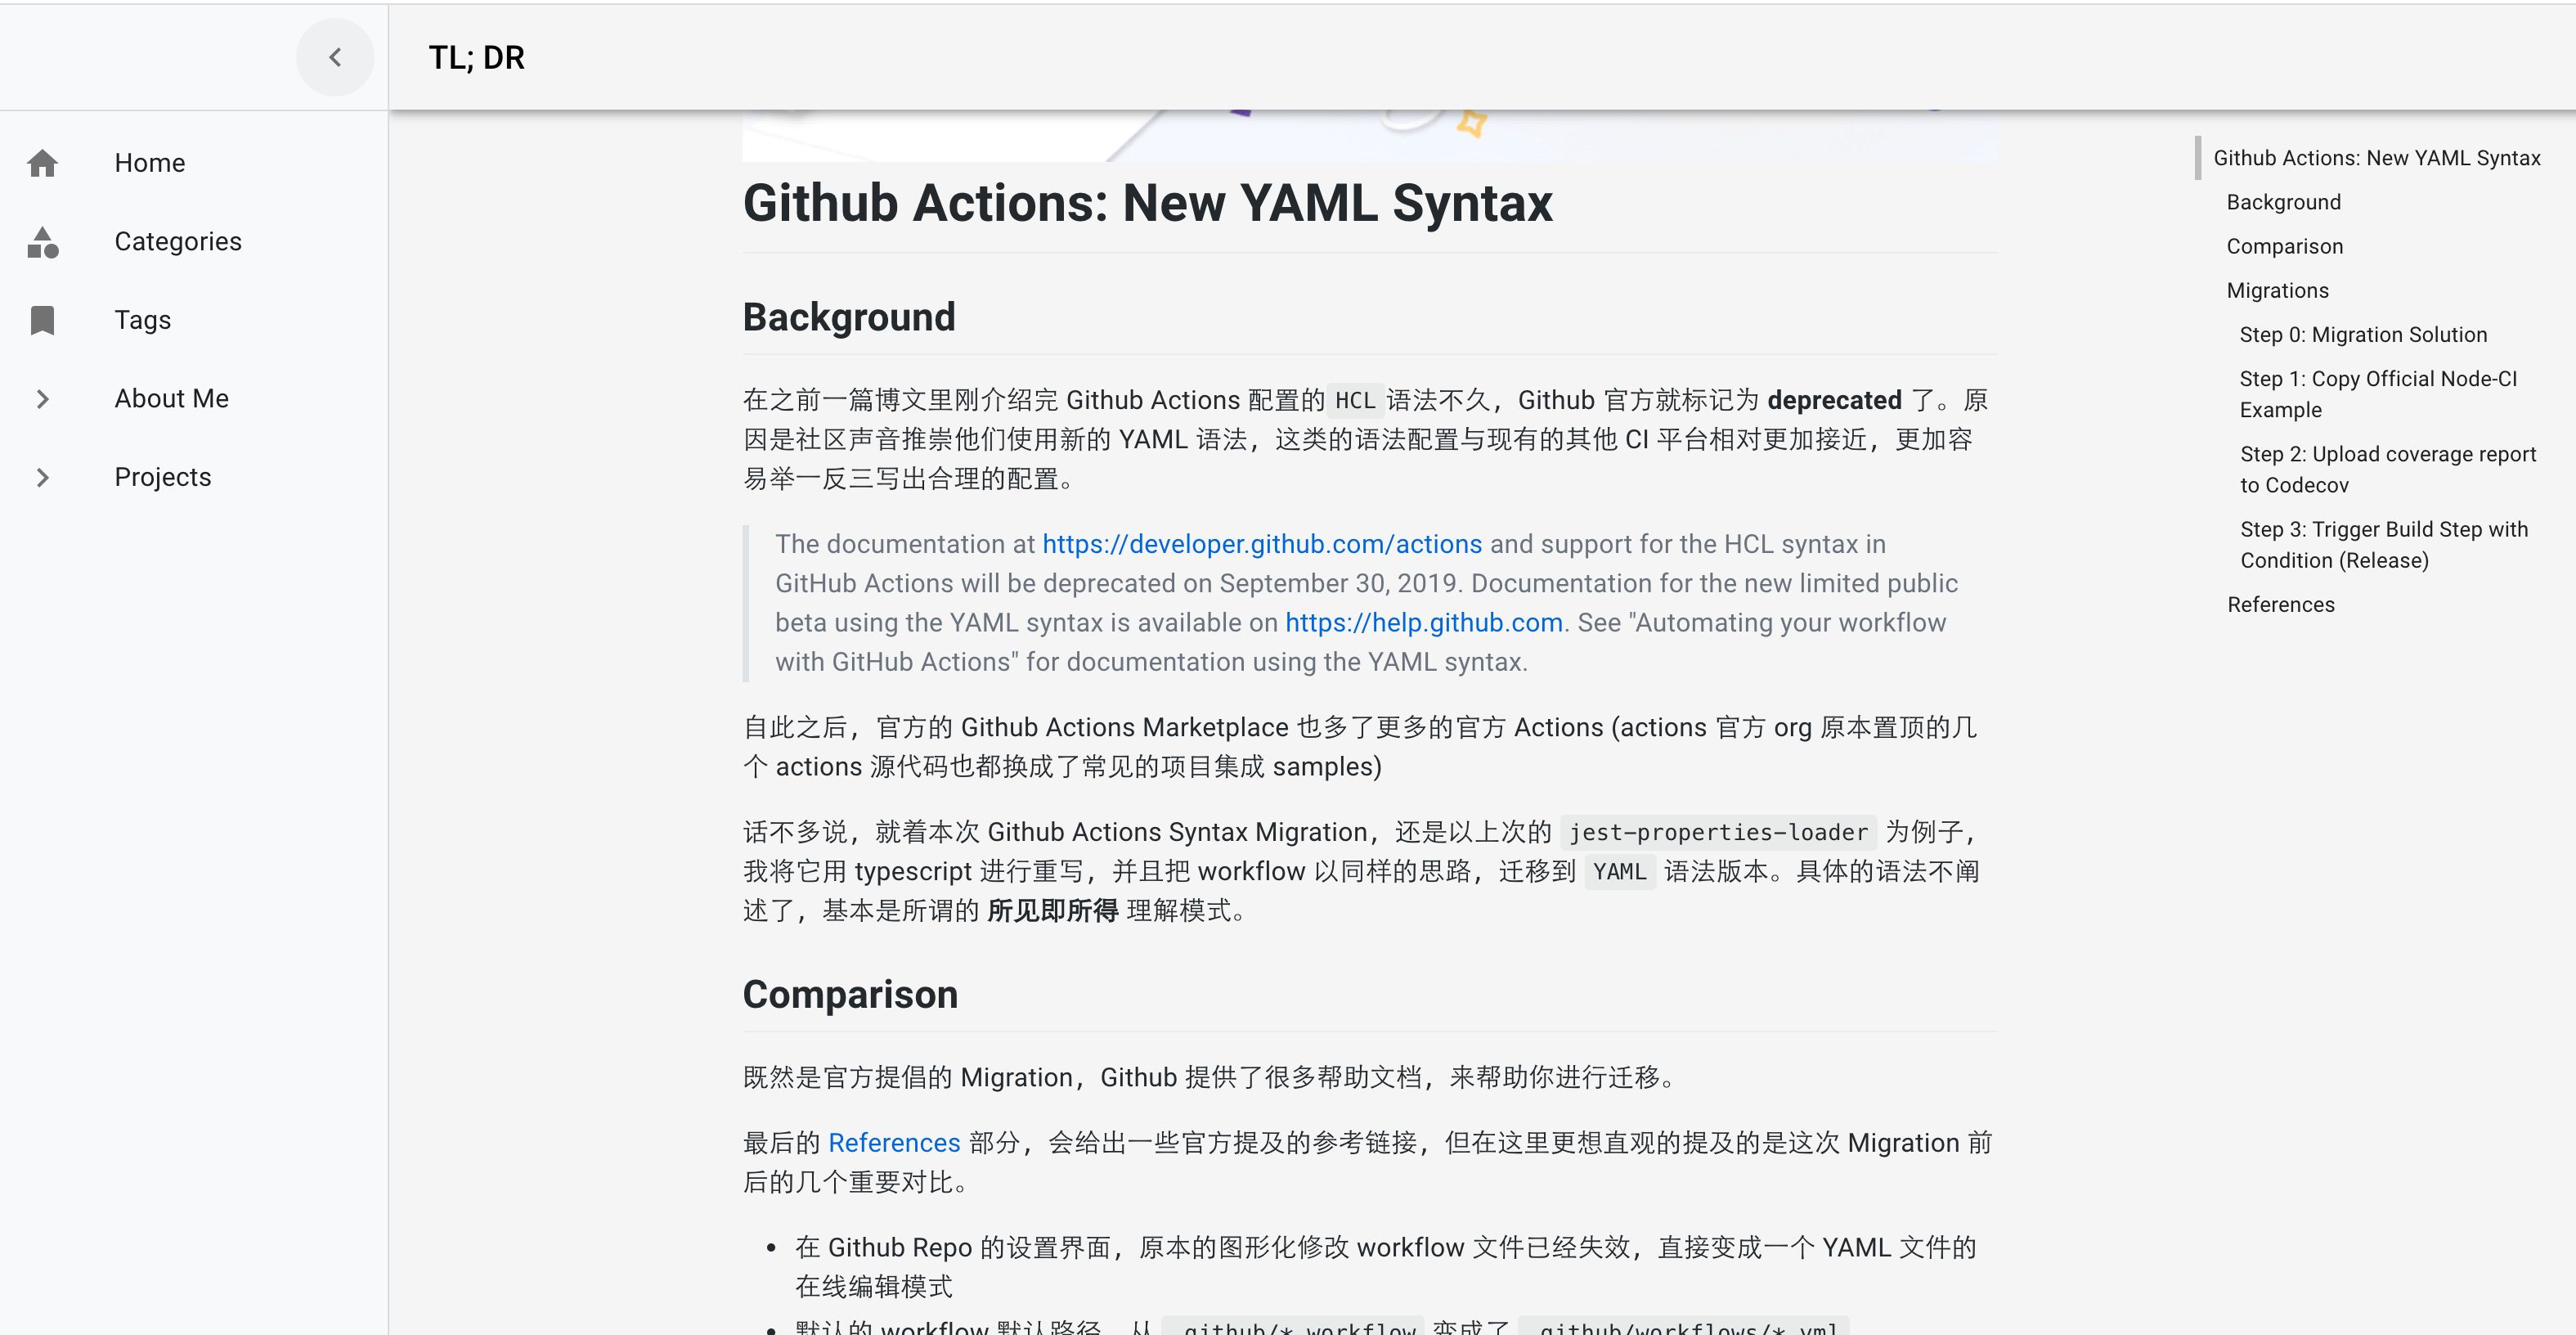 TL; DR
Home
Categories
Tags
About Me
Projects
Github Actions: New YAML Syntax
Background
在之前一篇博文里刚介绍完 Github Actions 配置的 HCL 语法不久，Github 官方就标记为 deprecated 了。原
因是社区声音推崇他们使用新的 YAML 语法，这类的语法配置与现有的其他 CI 平台相对更加接近，更加容
易举一反三写出合理的配置。
The documentation at https://developer.github.com/actions and support for the HCL syntax in
GitHub Actions will be deprecated on September 30, 2019. Documentation for the new limited public
beta using the YAML syntax is available on https://help.github.com. See "Automating your workflow
with GitHub Actions" for documentation using the YAML syntax.
自此之后，官方的 Github Actions Marketplace 也多了更多的官方 Actions (actions 官方 org 原本置顶的几
个 actions 源代码也都换成了常见的项目集成 samples)
话不多说，就着本次 Github Actions Syntax Migration，还是以上次的 jest-properties-loader 为例子，
我将它用 typescript 进行重写，并且把 workflow 以同样的思路，迁移到 YAML 语法版本。具体的语法不阐
述了，基本是所谓的 所见即所得 理解模式。
Comparison
既然是官方提倡的 Migration，Github 提供了很多帮助文档，来帮助你进行迁移。
最后的 References 部分，会给出一些官方提及的参考链接，但在这里更想直观的提及的是这次 Migration 前
后的几个重要对比。
在 Github Repo 的设置界面，原本的图形化修改 workflow 文件已经失效，直接变成一个 YAML 文件的
在线编辑模式
默认的 workflow 默认路径，从 .github/*.workflow 变成了 .github/workflows/*.yml
Github Actions: New YAML Syntax
Background
Comparison
Migrations
Step 0: Migration Solution
Step 1: Copy Official Node-CI
Example
Step 2: Upload coverage report
to Codecov
Step 3: Trigger Build Step with
Condition (Release)
References